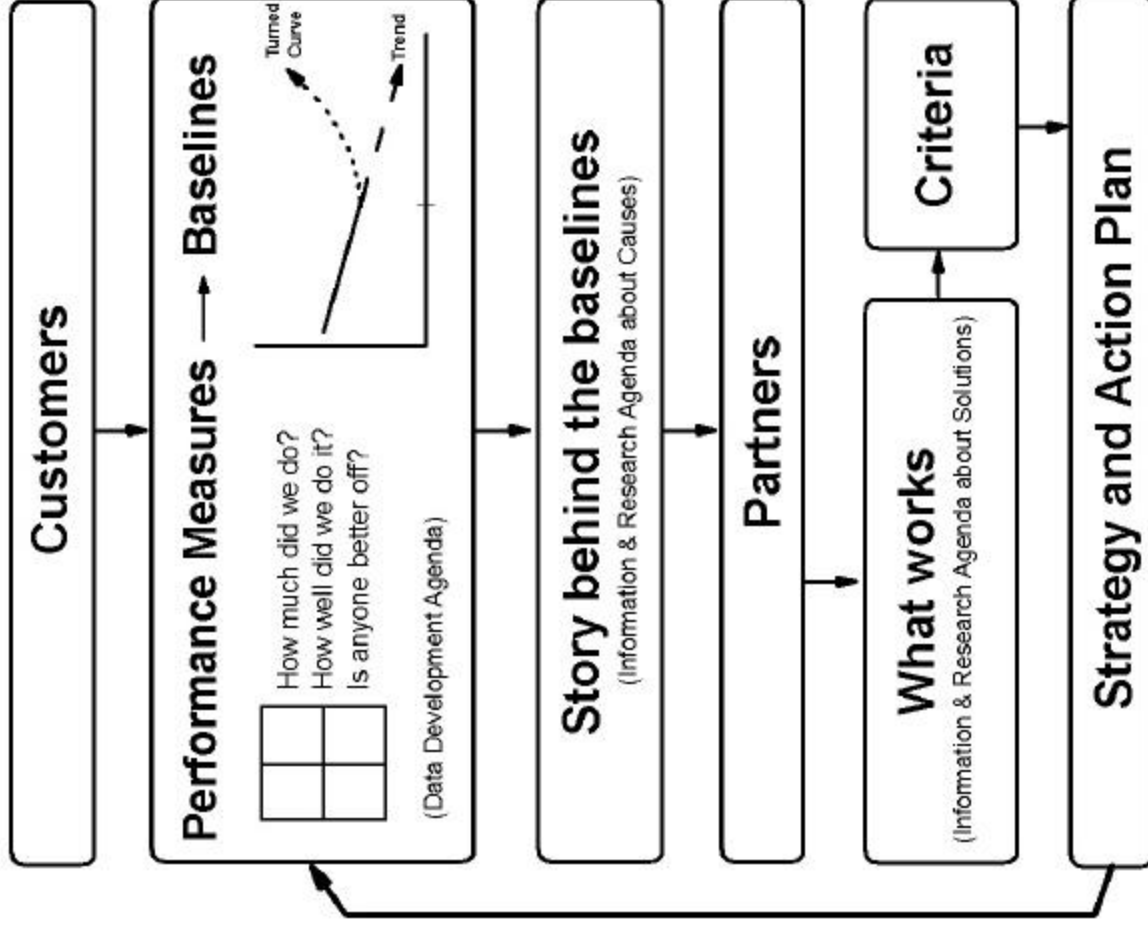 Customers
Performance Measures
Baselines
How much did we do?
How well did we do it?
Is anyone better off?
(Data Development Agenda)
Turned
Curve
Trend
Story behind the baselines
(Information & Research Agenda about Causes)
Partners
What works
(Information & Research Agenda about Solutions)
Criteria
Strategy and Action Plan